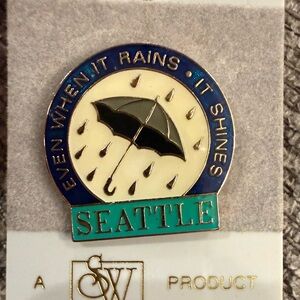 EVEN WHEN IT RAINS • IT SHINES
SEATTLE
A SW PRODUCT